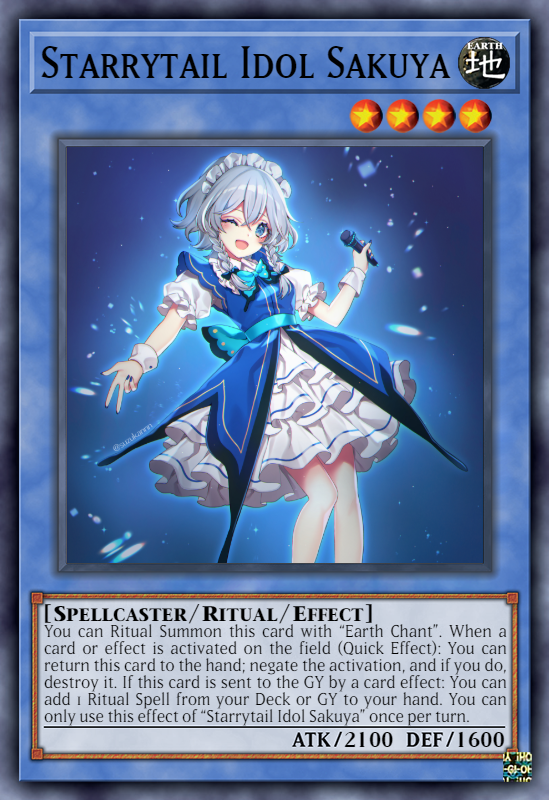 Starrytail Idol Sakuya
EARTH
地
@suzukannn
[Spellcaster/Ritual/Effect]
You can Ritual Summon this card with “Earth Chant”. When a
card or effect is activated on the field (Quick Effect): You can
return this card to the hand; negate the activation, and if you do,
destroy it. If this card is sent to the GY by a card effect: You can
add 1 Ritual Spell from your Deck or GY to your hand. You can
only use this effect of “Starrytail Idol Sakuya” once per turn.
ATK/2100 DEF/1600